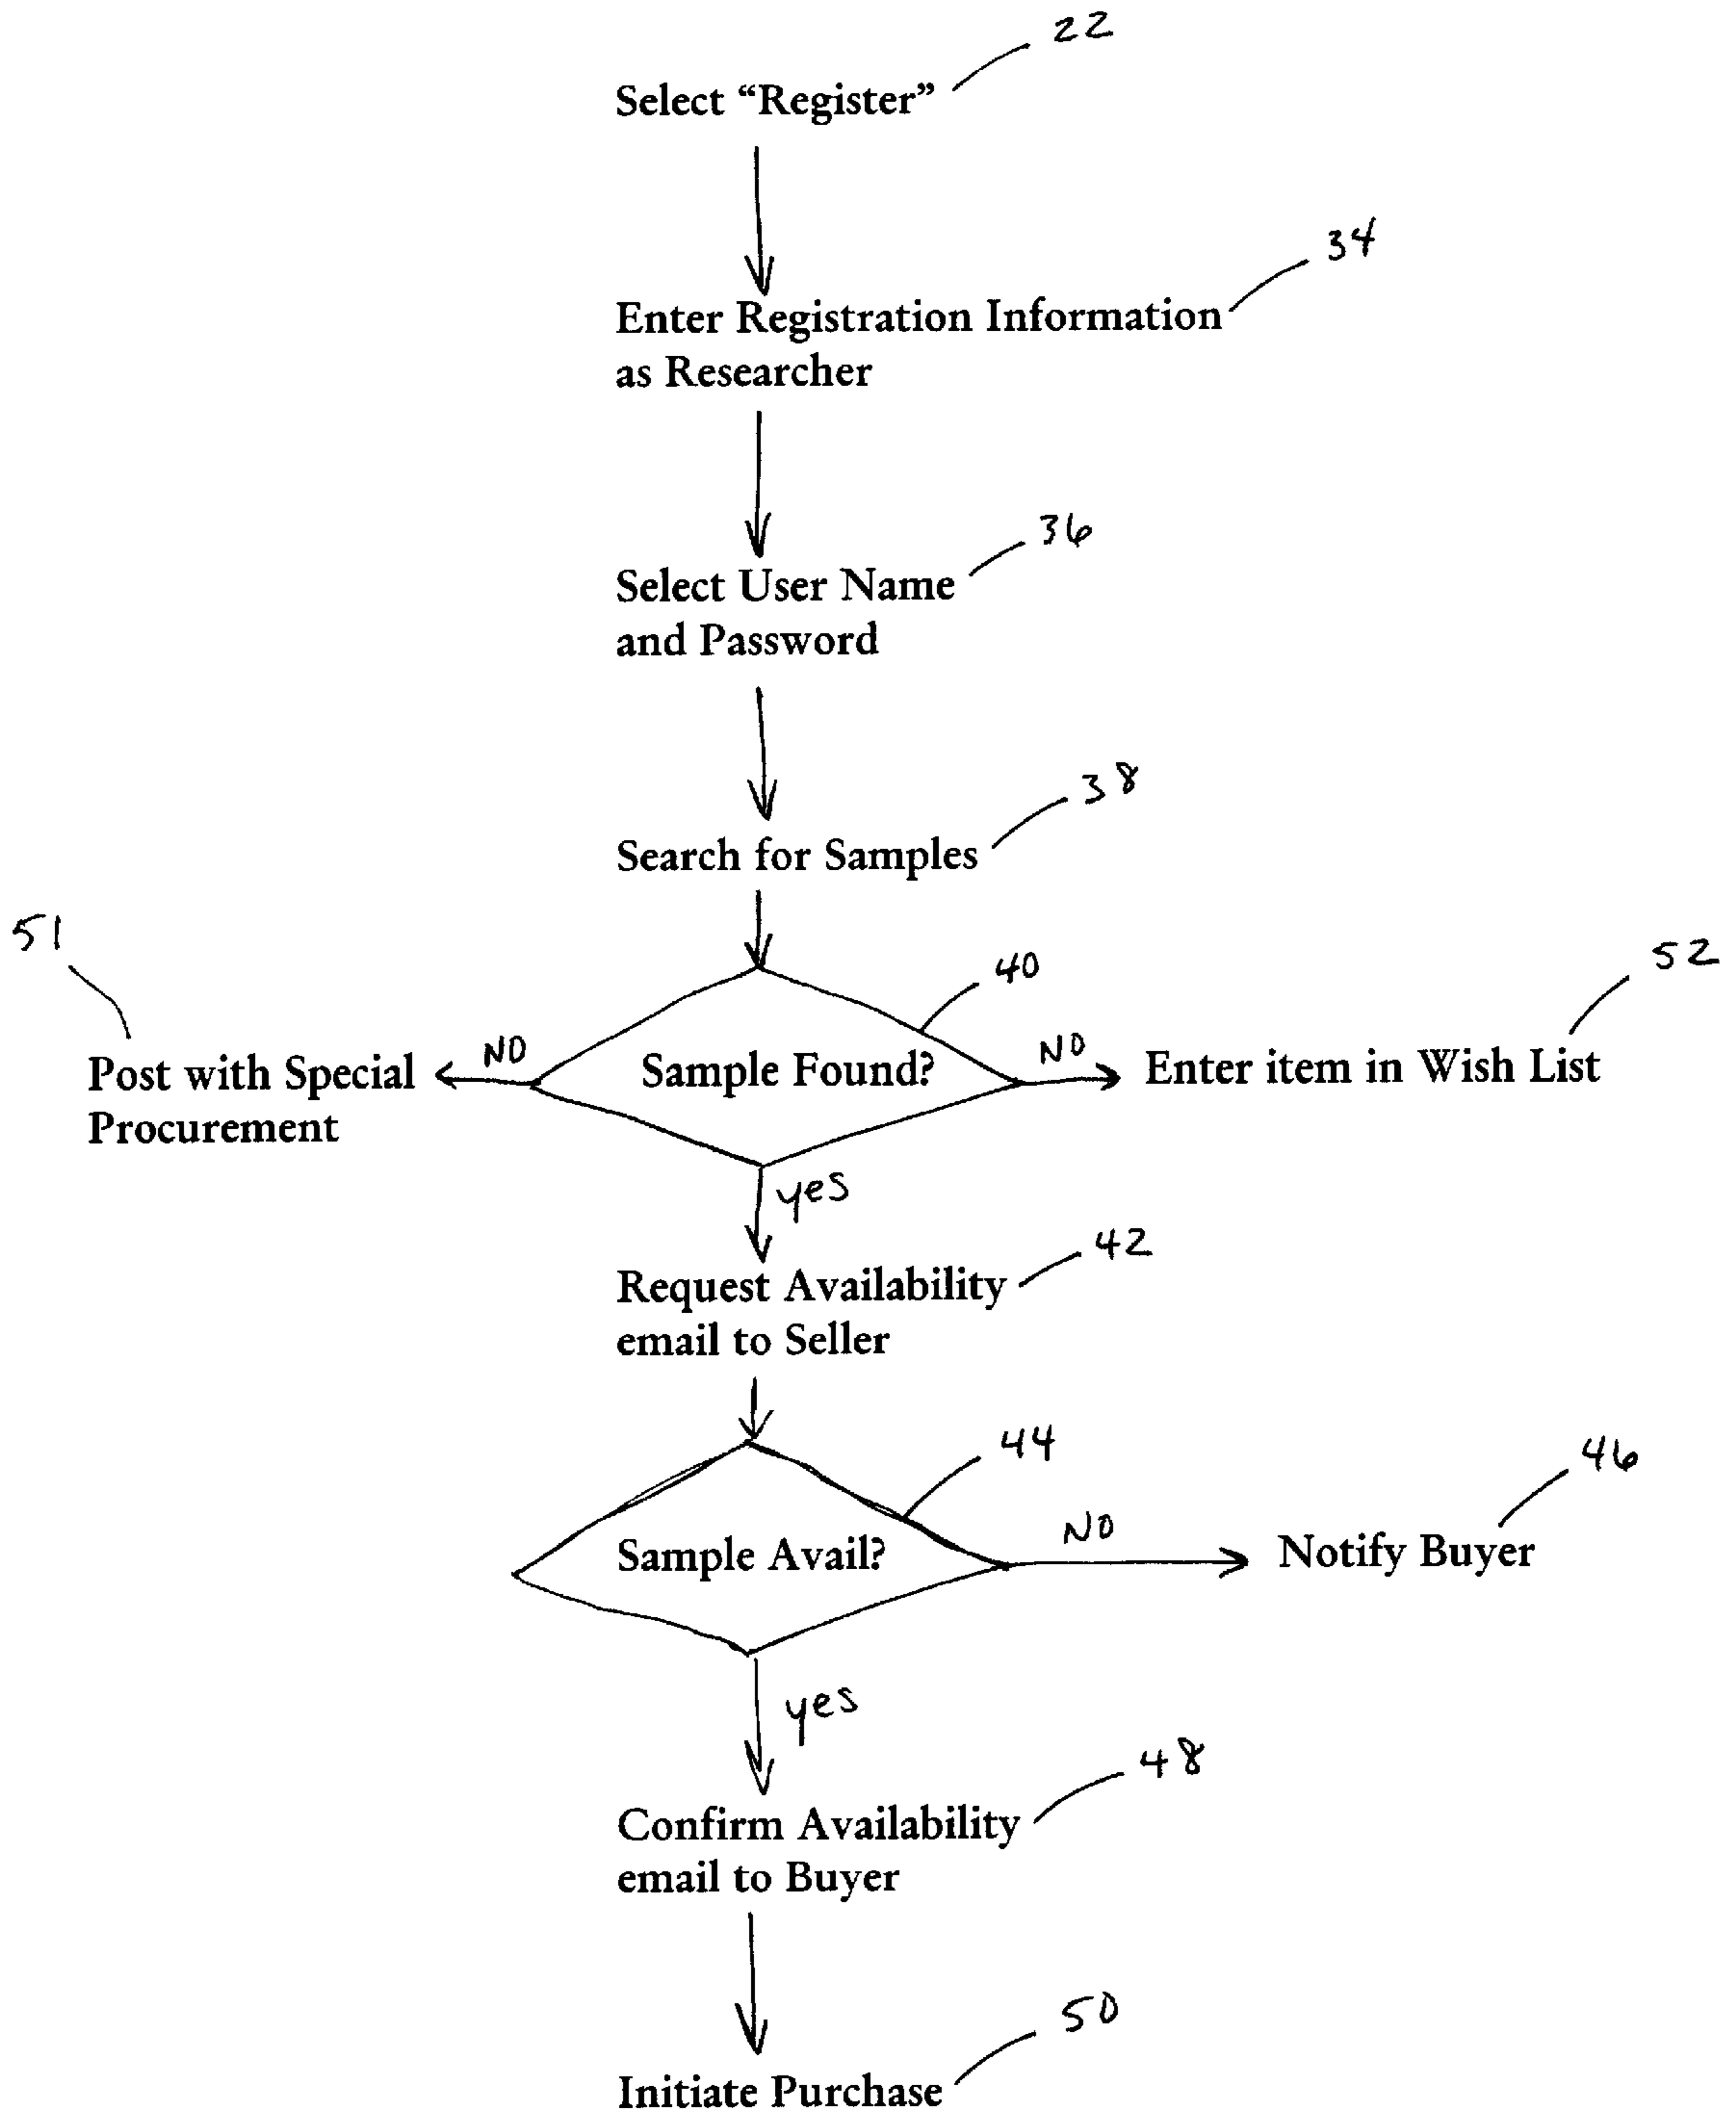 22
Select “Register”
34
Enter Registration Information
as Researcher
36
Select User Name
and Password
38
Search for Samples
51
40
52
Post with Special
Procurement
NO
Sample Found?
NO
Enter item in Wish List
yes
42
Request Availability
email to Seller
44
46
Sample Avail?
NO
Notify Buyer
yes
48
Confirm Availability
email to Buyer
50
Initiate Purchase